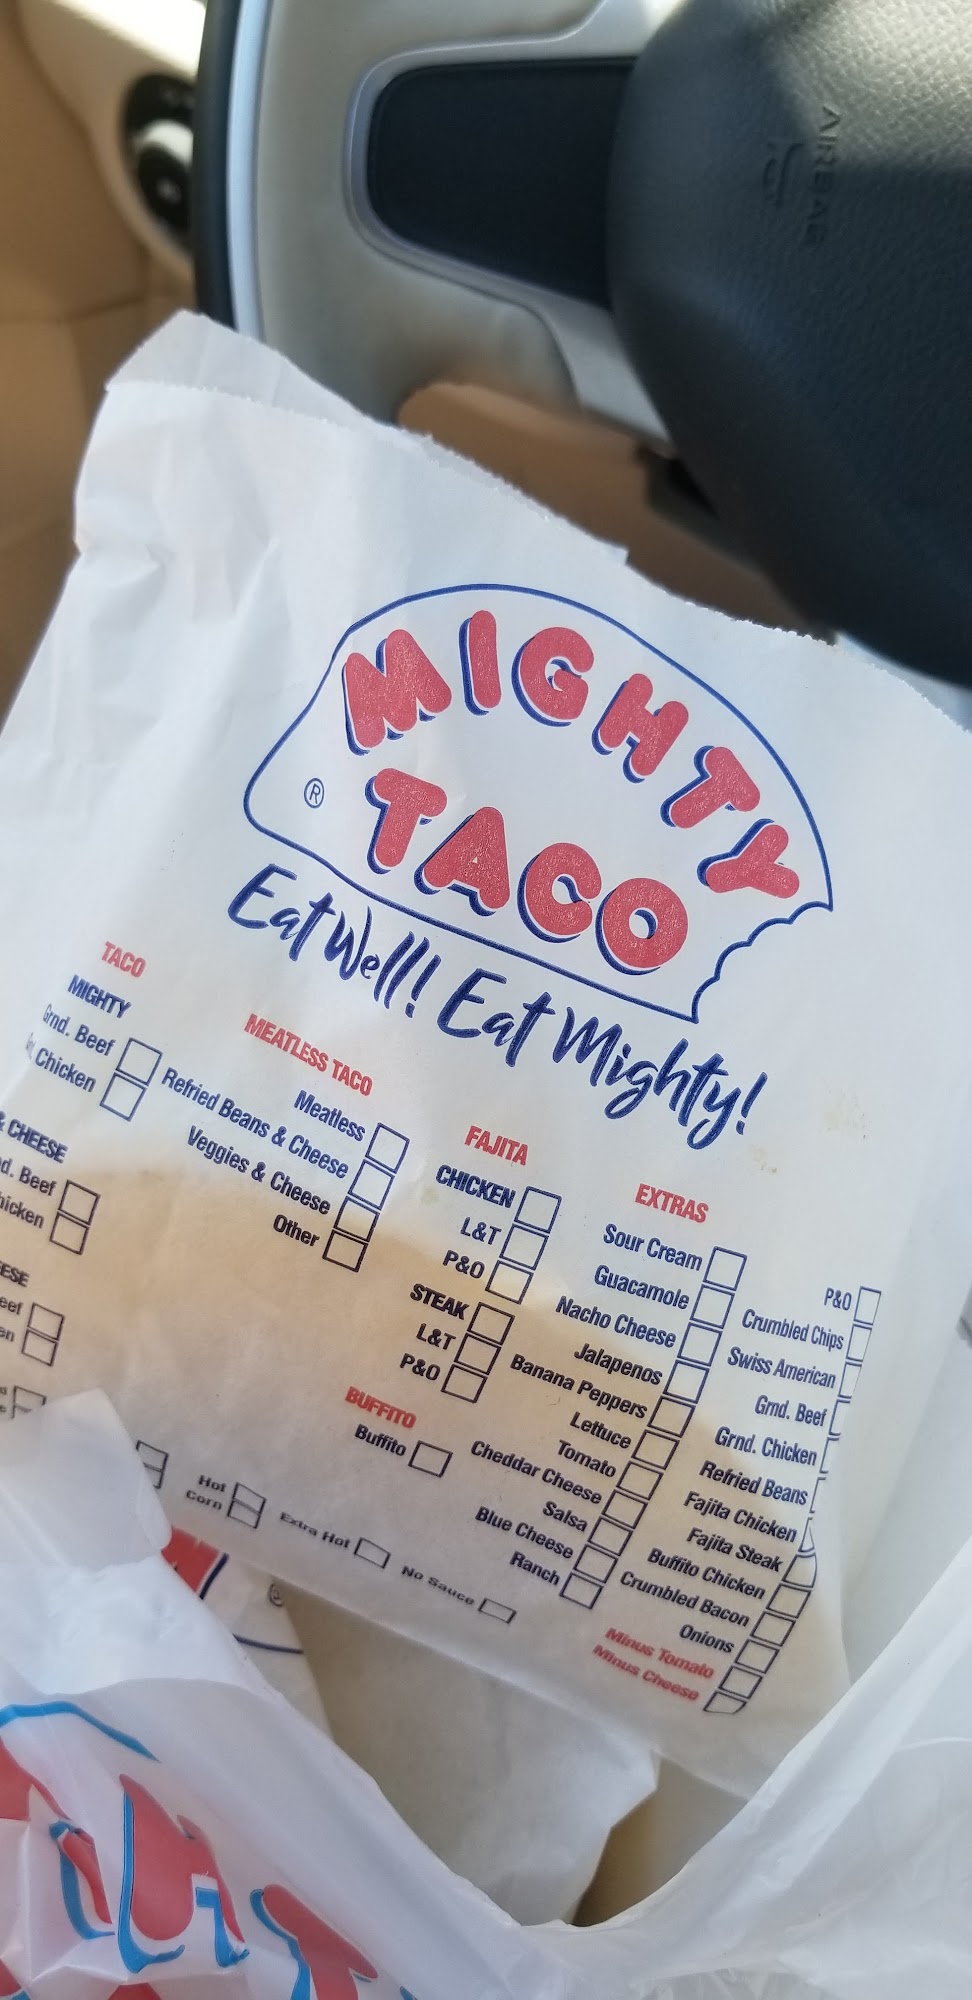 AIRBAG
MIGHTY
TACO
®
Eat Well! Eat Mighty!
TACO
MIGHTY
Grnd. Beef
Chicken
& CHEESE
Beef
MEATLESS TACO
Meatless
Refried Beans & Cheese
Veggies & Cheese
Other
FAJITA
CHICKEN
L&T
P&O
STEAK
L&T
P&O
BUFFITO
Buffito
EXTRAS
Sour Cream
Guacamole
Nacho Cheese
Jalapenos
Banana Peppers
Lettuce
Tomato
Cheddar Cheese
Salsa
Blue Cheese
Ranch
P&O
Crumbled Chips
Swiss American
Grnd. Beef
Grnd. Chicken
Refried Beans
Fajita Chicken
Fajita Steak
Buffito Chicken
Crumbled Bacon
Onions
Minus Tomato
Minus Cheese
Hot
Corn
Extra Hot
No Sauce